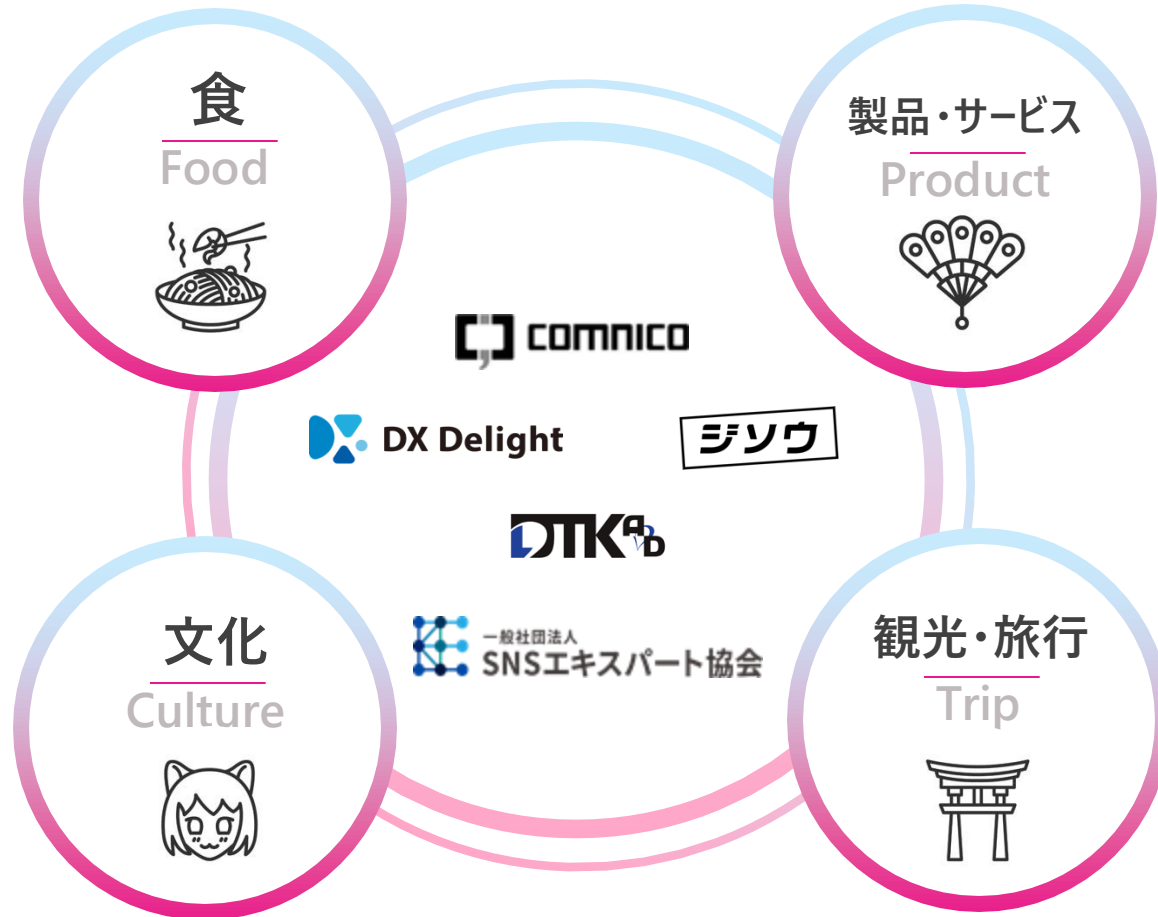 食
Food
製品・サービス
Product
comnico
DX Delight
ジソウ
DTK AD
一般社団法人
SNSエキスパート協会
文化
Culture
観光・旅行
Trip